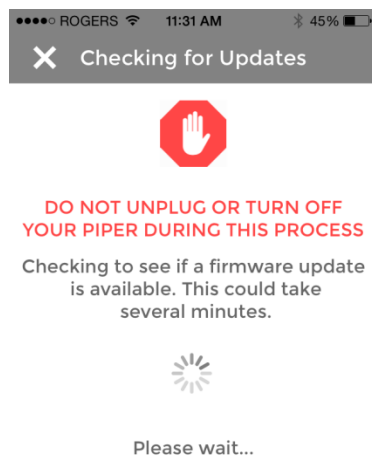 ROGERS 11:31 AM 45%
Checking for Updates
DO NOT UNPLUG OR TURN OFF
YOUR PIPER DURING THIS PROCESS
Checking to see if a firmware update
is available. This could take
several minutes.
Please wait...